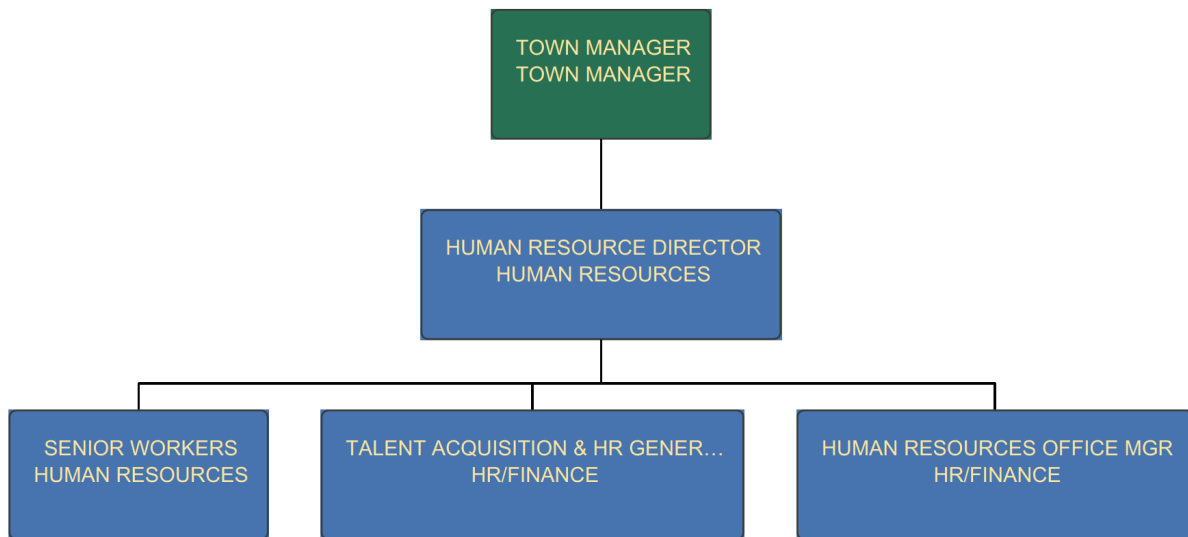 TOWN MANAGER
TOWN MANAGER
HUMAN RESOURCE DIRECTOR
HUMAN RESOURCES
SENIOR WORKERS
HUMAN RESOURCES
TALENT ACQUISITION & HR GENER...
HR/FINANCE
HUMAN RESOURCES OFFICE MGR
HR/FINANCE